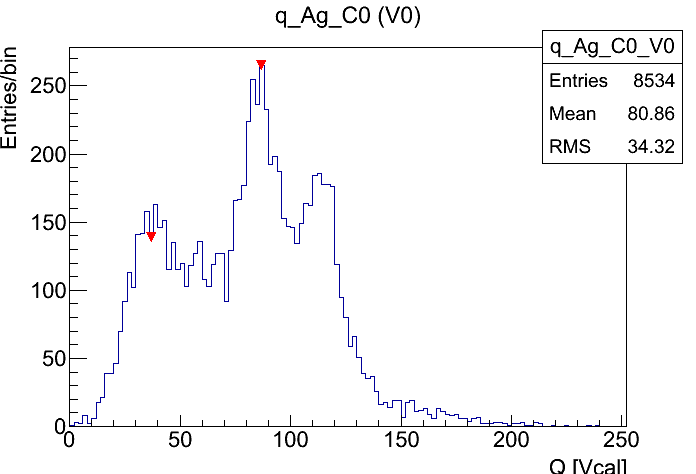 q_Ag_C0 (V0)
Entries/bin
q_Ag_C0_V0
Entries 8534
Mean 80.86
RMS 34.32
250
200
150
100
50
0
0 50 100 150 200 250
Q [Vcal]